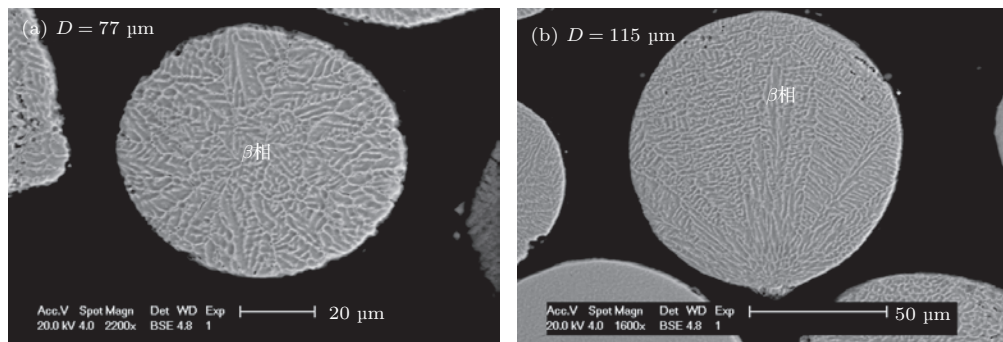 (a) D = 77 μm
β相
Acc.V Spot Magn Det WD Exp
20.0 kV 4.0 2200x BSE 4.8 1
20 μm
(b) D = 115 μm
β相
Acc.V Spot Magn Det WD Exp
20.0 kV 4.0 1600x BSE 4.8 1
50 μm